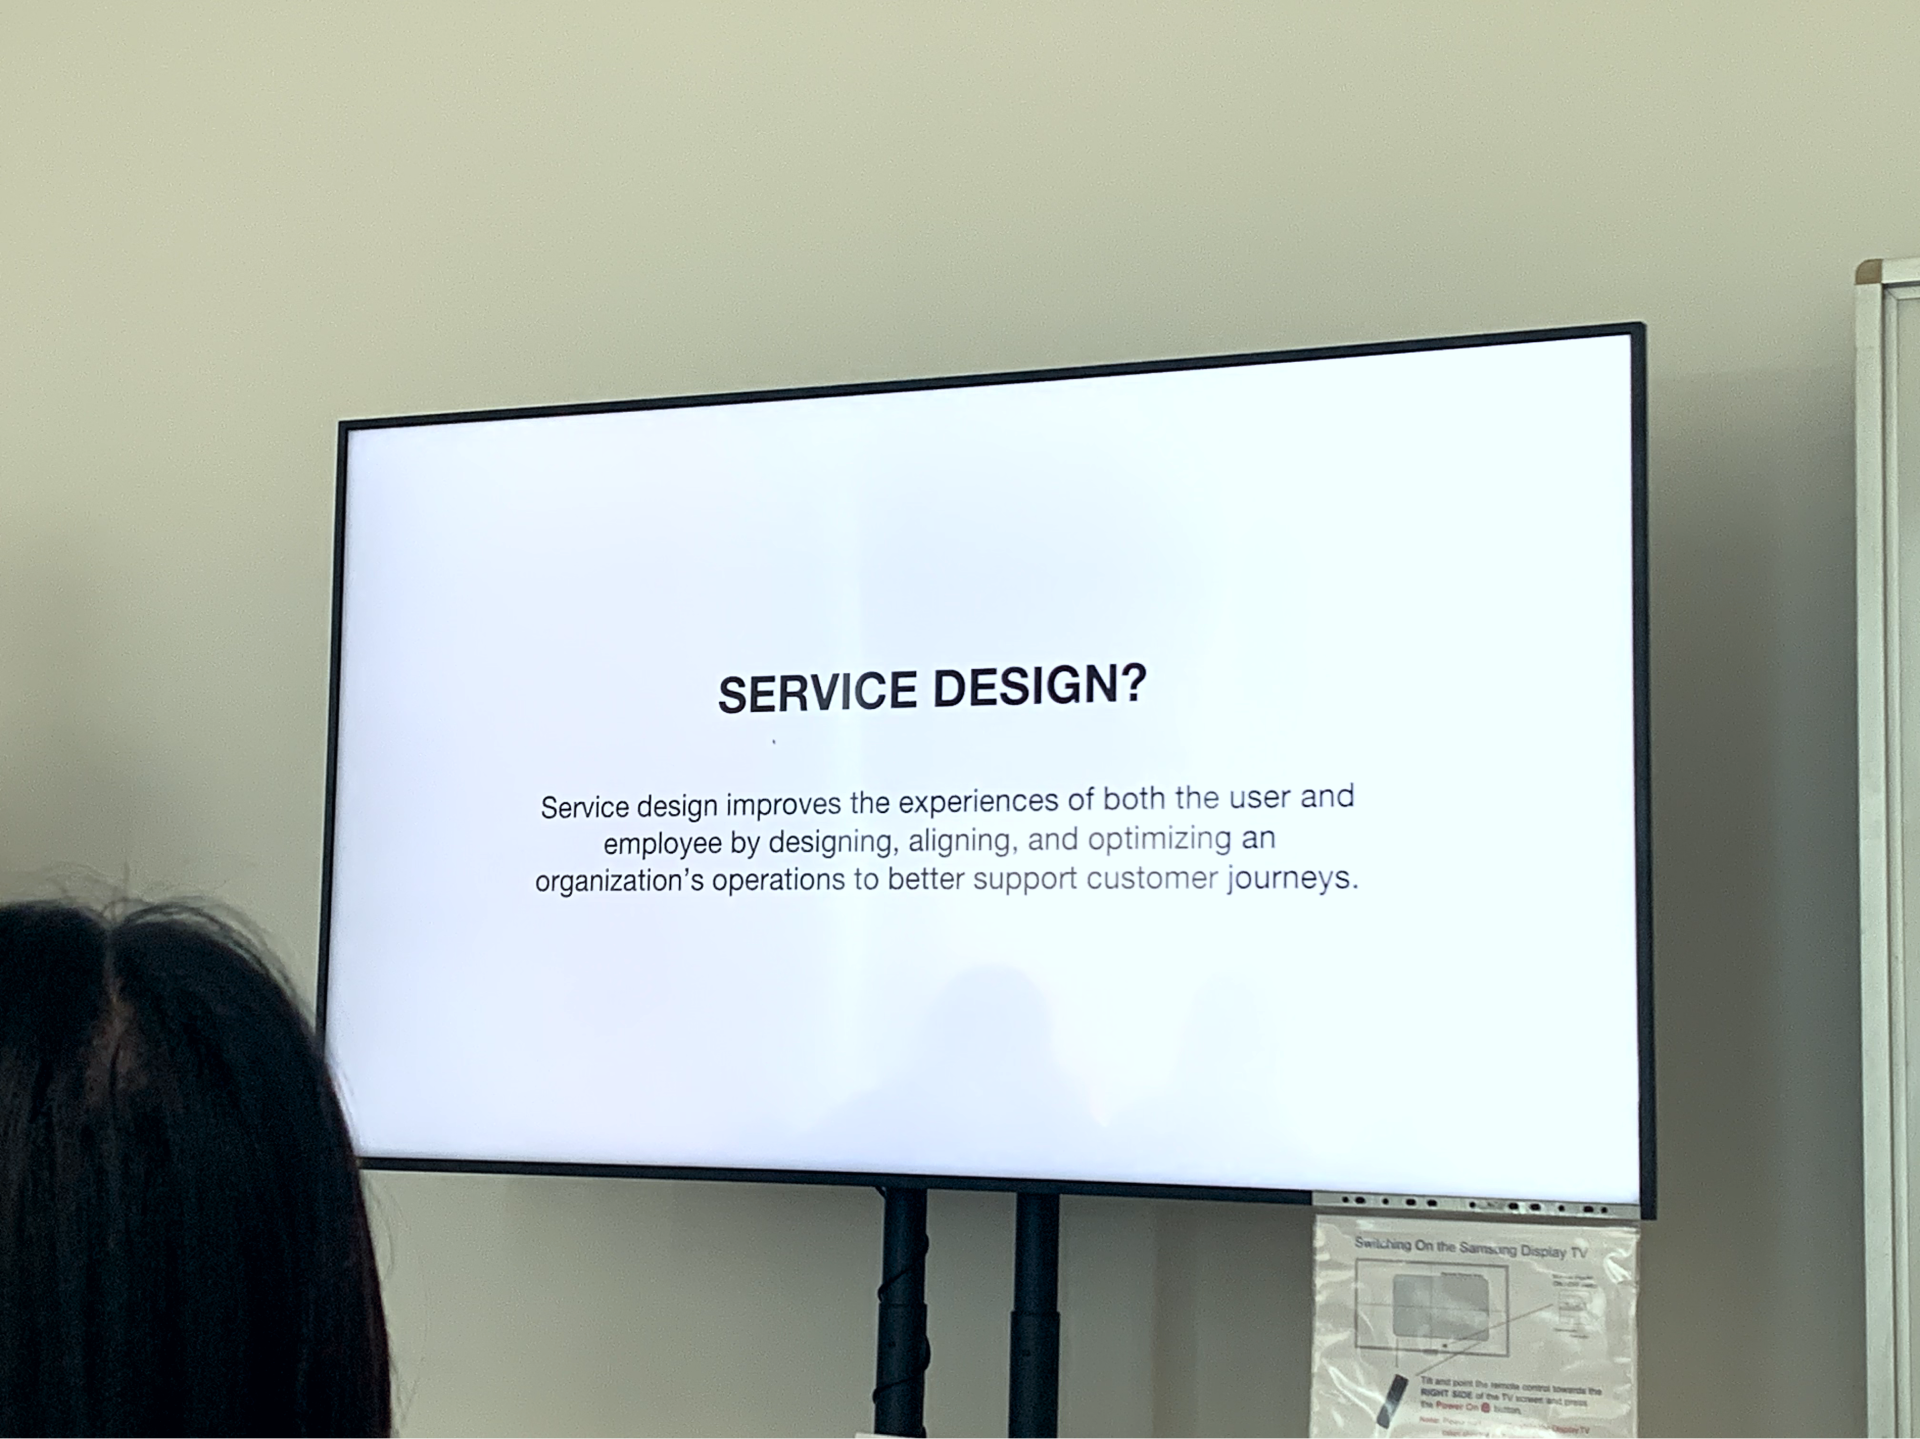 SERVICE DESIGN?
Service design improves the experiences of both the user and
employee by designing, aligning, and optimizing an
organization's operations to better support customer journeys.
Switching On the Samsung Display TV
Tilt and point the remote control towards the
RIGHT SIDE of the TV screen and press
the Power On button.
Note: Please